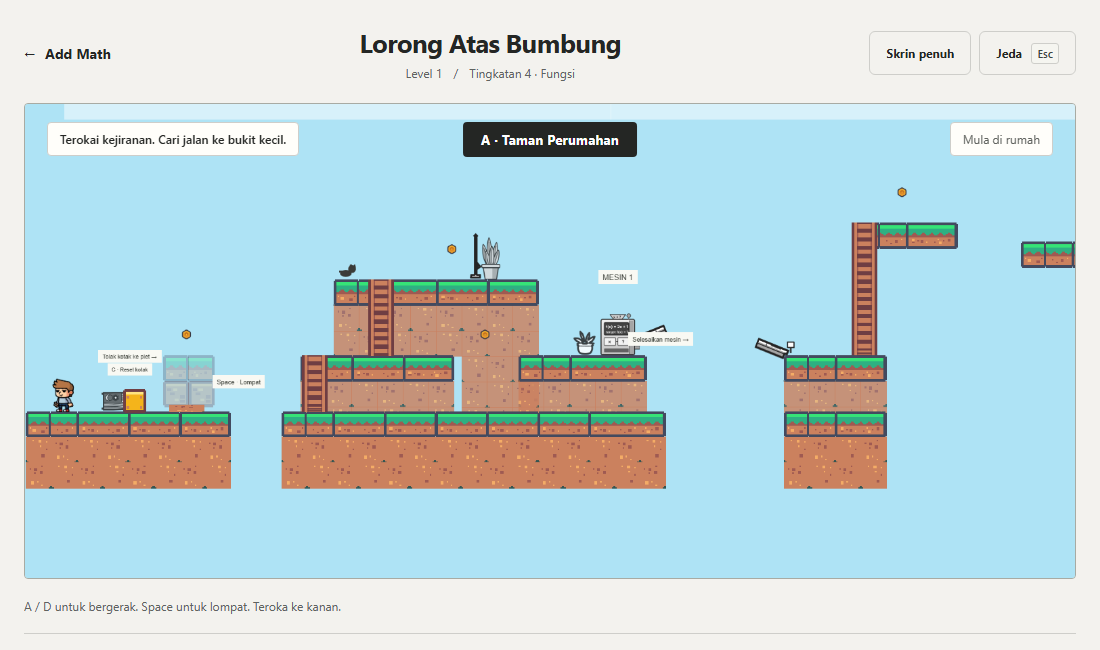 ← Add Math
Lorong Atas Bumbung
Level 1 / Tingkatan 4 · Fungsi
Skrin penuh
Jeda Esc
Terokai kejiranan. Cari jalan ke bukit kecil.
A · Taman Perumahan
Mula di rumah
MESIN 1
Selesaikan mesin →
Tolak kotak ke plat →
C · Reset kotak
Space Lompat
A / D untuk bergerak. Space untuk lompat. Teroka ke kanan.